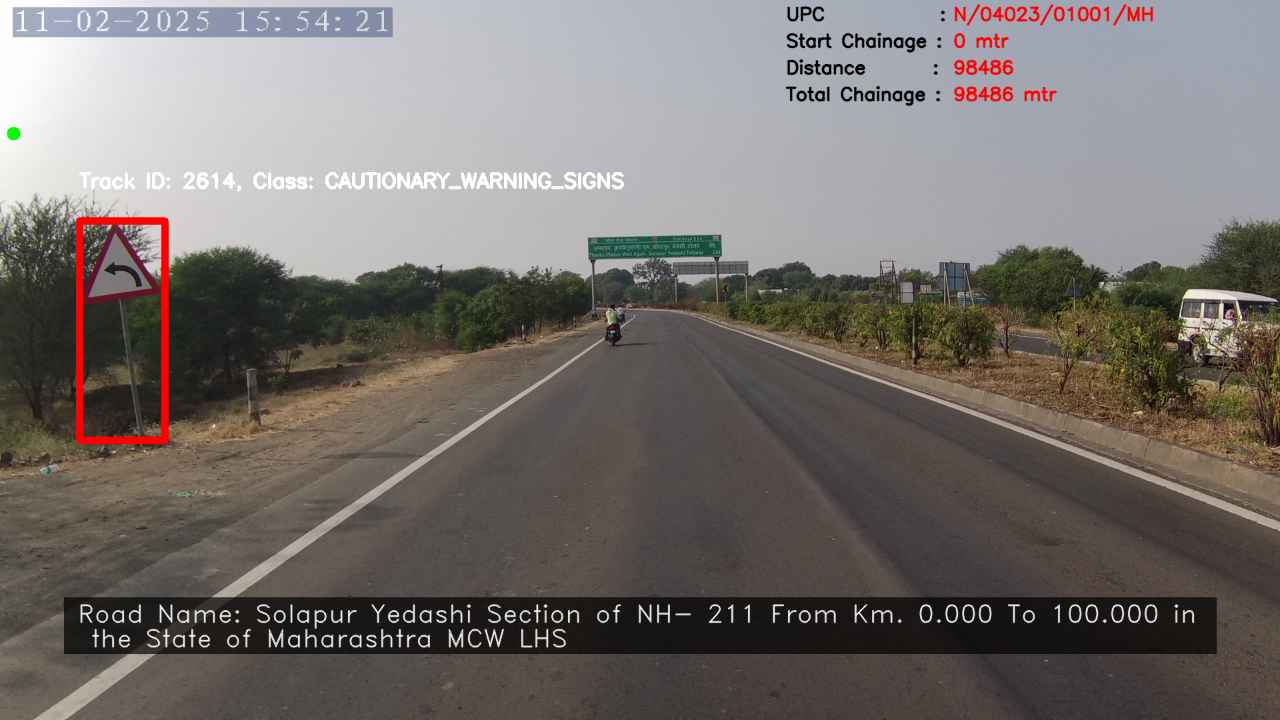 11-02-2025 15:54:21
UPC : N/04023/01001/MH
Start Chainage : 0 mtr
Distance : 98486
Total Chainage : 98486 mtr
Track ID: 2614, Class: CAUTIONARY_WARNING_SIGNS
Road Name: Solapur Yedashi Section of NH- 211 From Km. 0.000 To 100.000 in
the State of Maharashtra MCW LHS